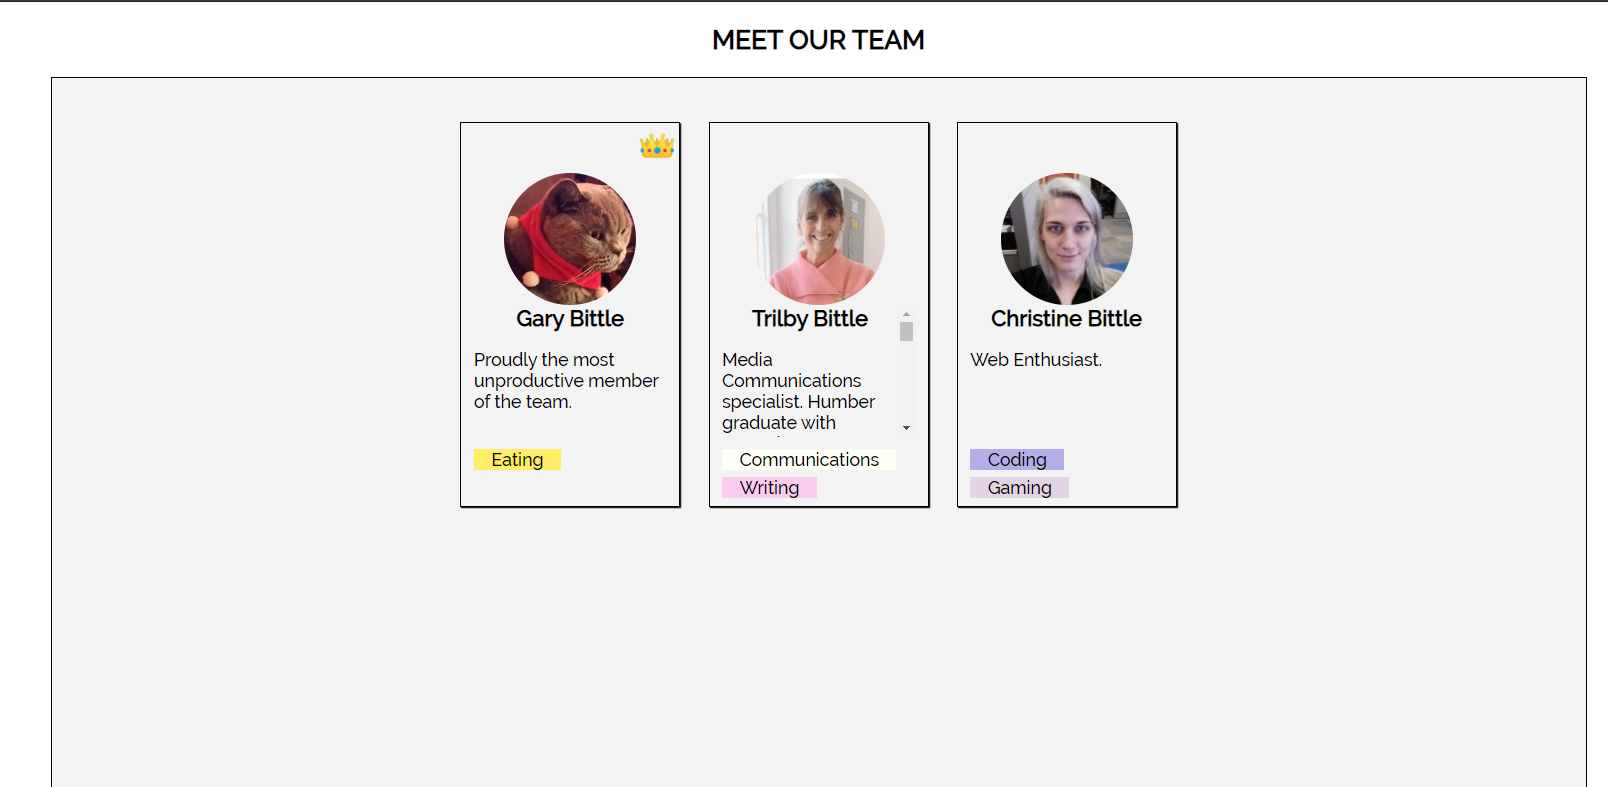 MEET OUR TEAM
Gary Bittle
Proudly the most
unproductive member
of the team.
Eating
Trilby Bittle
Media
Communications
specialist. Humber
graduate with
Communications
Writing
Christine Bittle
Web Enthusiast.
Coding
Gaming